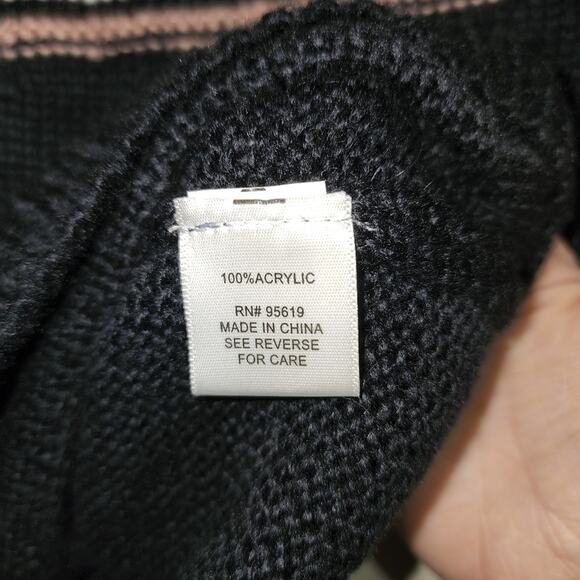 100%ACRYLIC
RN# 95619
MADE IN CHINA
SEE REVERSE
FOR CARE